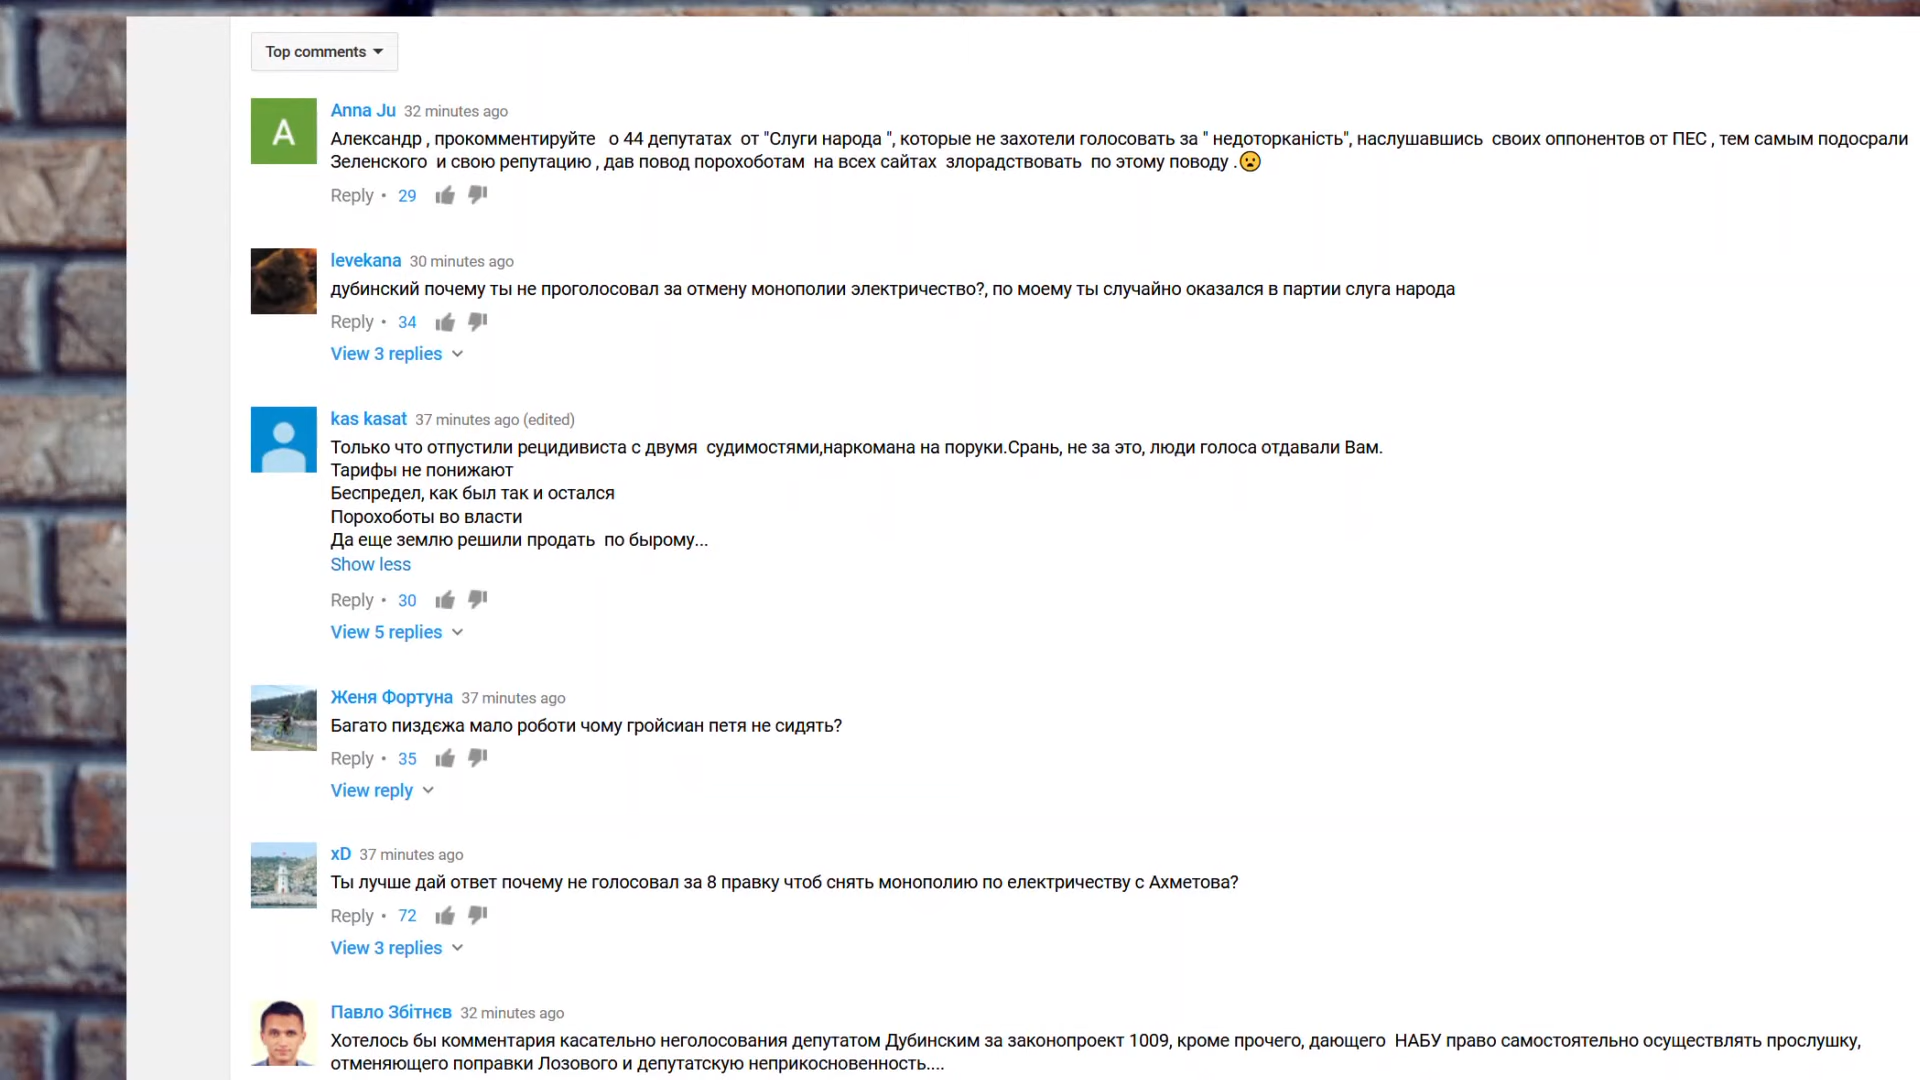 Top comments
Anna Ju 32 minutes ago
Александр , прокомментируйте о 44 депутатах от "Слуги народа ", которые не захотели голосовать за " недоторканість", наслушавшись своих оппонентов от ПЕС , тем самым подосрали
Зеленского и свою репутацию , дав повод порохоботам на всех сайтах злорадствовать по этому поводу .😮
Reply • 29
levekana 30 minutes ago
дубинский почему ты не проголосовал за отмену монополии электричество?, по моему ты случайно оказался в партии слуга народа
Reply • 34
View 3 replies
kas kasat 37 minutes ago (edited)
Только что отпустили рецидивиста с двумя судимостями,наркомана на поруки.Срань, не за это, люди голоса отдавали Вам.
Тарифы не понижают
Беспредел, как был так и остался
Порохоботы во власти
Да еще землю решили продать по бырому...
Show less
Reply • 30
View 5 replies
Женя Фортуна 37 minutes ago
Багато пиздєжа мало роботи чому гройсиан петя не сидять?
Reply • 35
View reply
xD 37 minutes ago
Ты лучше дай ответ почему не голосовал за 8 правку чтоб снять монополию по електричеству с Ахметова?
Reply • 72
View 3 replies
Павло Збітнєв 32 minutes ago
Хотелось бы комментария касательно неголосования депутатом Дубинским за законопроект 1009, кроме прочего, дающего НАБУ право самостоятельно осуществлять прослушку,
отменяющего поправки Лозового и депутатскую неприкосновенность....
A